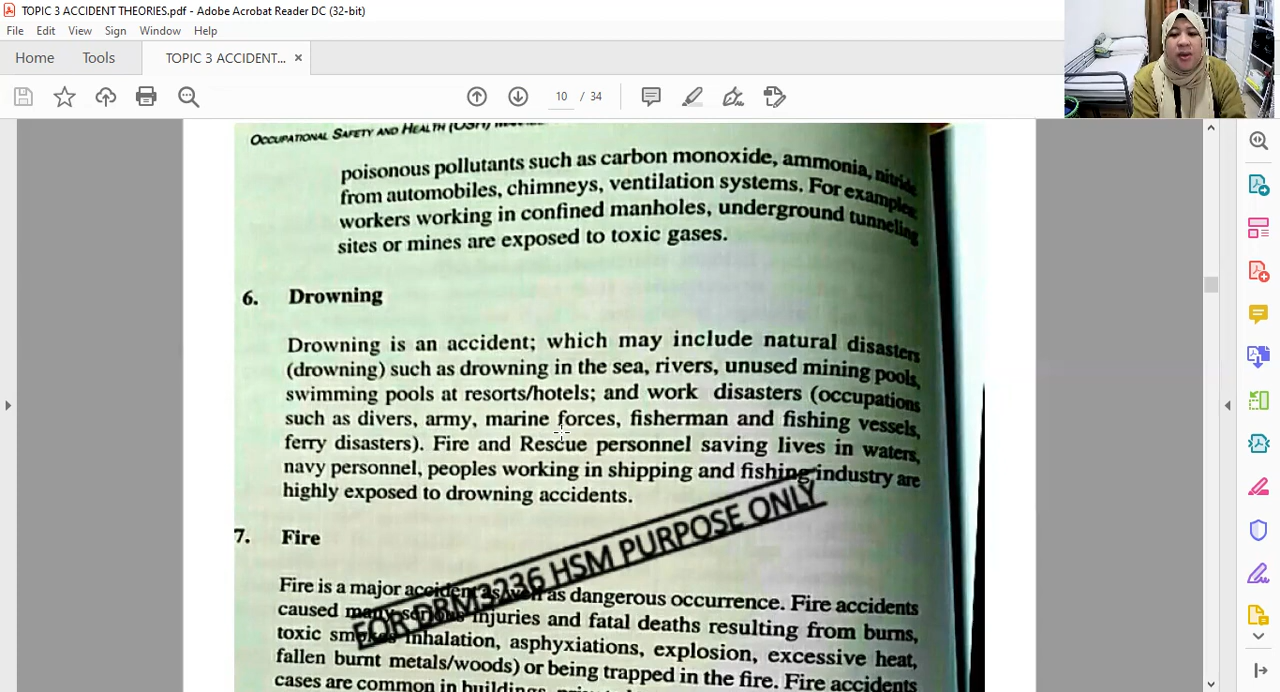 TOPIC 3 ACCIDENT THEORIES.pdf - Adobe Acrobat Reader DC (32-bit)
File Edit View Sign Window Help
Home Tools TOPIC 3 ACCIDENT... ×
10 / 34
OCCUPATIONAL SAFETY AND HEALTH (OSH)
poisonous pollutants such as carbon monoxide, ammonia, nitride
from automobiles, chimneys, ventilation systems. For example:
workers working in confined manholes, underground tunneling
sites or mines are exposed to toxic gases.
6. Drowning
Drowning is an accident; which may include natural disasters
(drowning) such as drowning in the sea, rivers, unused mining pools,
swimming pools at resorts/hotels; and work disasters (occupations
such as divers, army, marine forces, fisherman and fishing vessels,
ferry disasters). Fire and Rescue personnel saving lives in waters,
navy personnel, peoples working in shipping and fishing industry are
highly exposed to drowning accidents.
FOR DRM3236 HSM PURPOSE ONLY
7. Fire
Fire is a major accident as well as dangerous occurrence. Fire accidents
caused many serious injuries and fatal deaths resulting from burns,
toxic smokes inhalation, asphyxiations, explosion, excessive heat,
fallen burnt metals/woods) or being trapped in the fire. Fire accidents
cases are common in buildings,